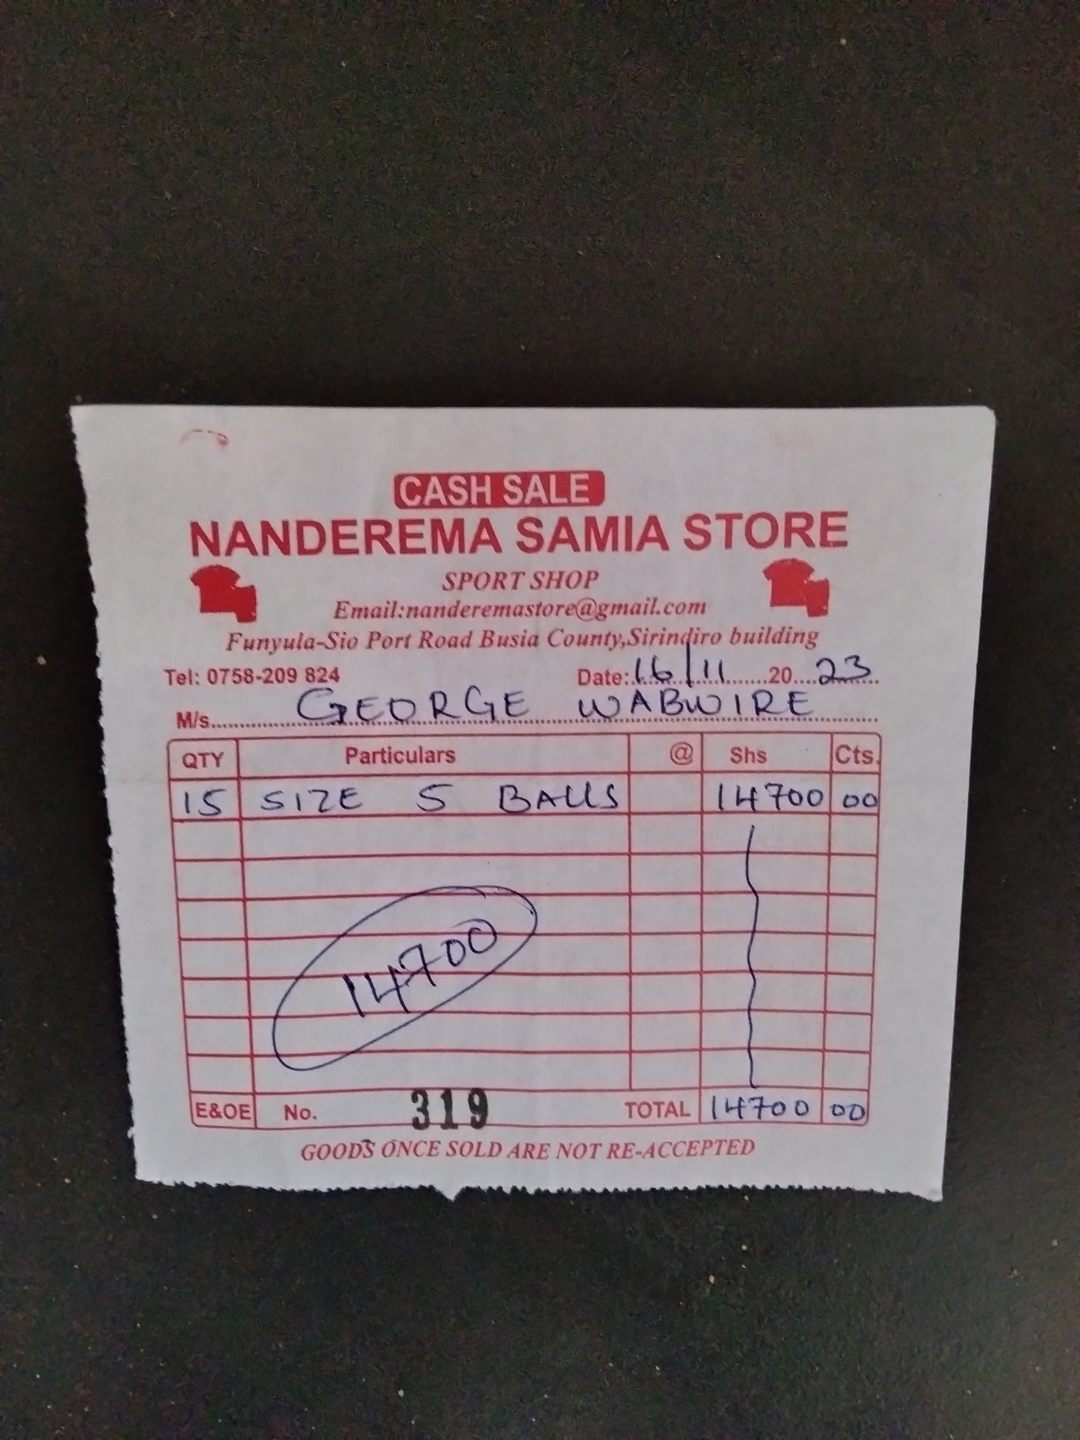 CASH SALE
NANDEREMA SAMIA STORE
SPORT SHOP
Email:nanderemastore@gmail.com
Funyula-Sio Port Road Busia County,Sirindiro building
Tel: 0758-209 824 Date:16/11 20 23
M/s. GEORGE WABWIRE
QTY Particulars @ Shs Cts.
15 SIZE 5 BALLS 14700 00
14700
E&OE No. 319 TOTAL 14700 00
GOODS ONCE SOLD ARE NOT RE-ACCEPTED